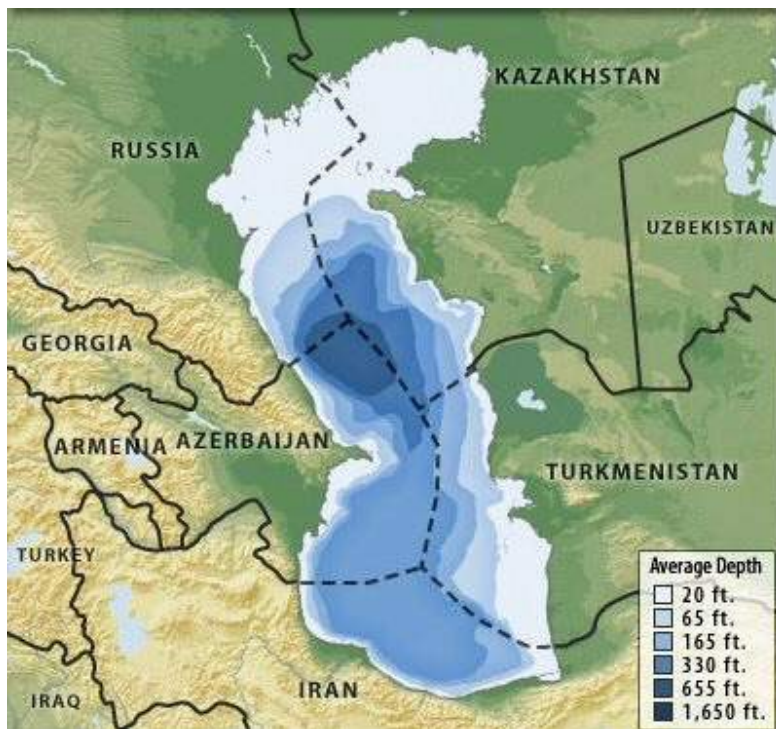 KAZAKHSTAN
RUSSIA
UZBEKISTAN
GEORGIA
ARMENIA
AZERBAIJAN
TURKMENISTAN
TURKEY
IRAN
IRAQ
Average Depth
20 ft.
65 ft.
165 ft.
330 ft.
655 ft.
1,650 ft.